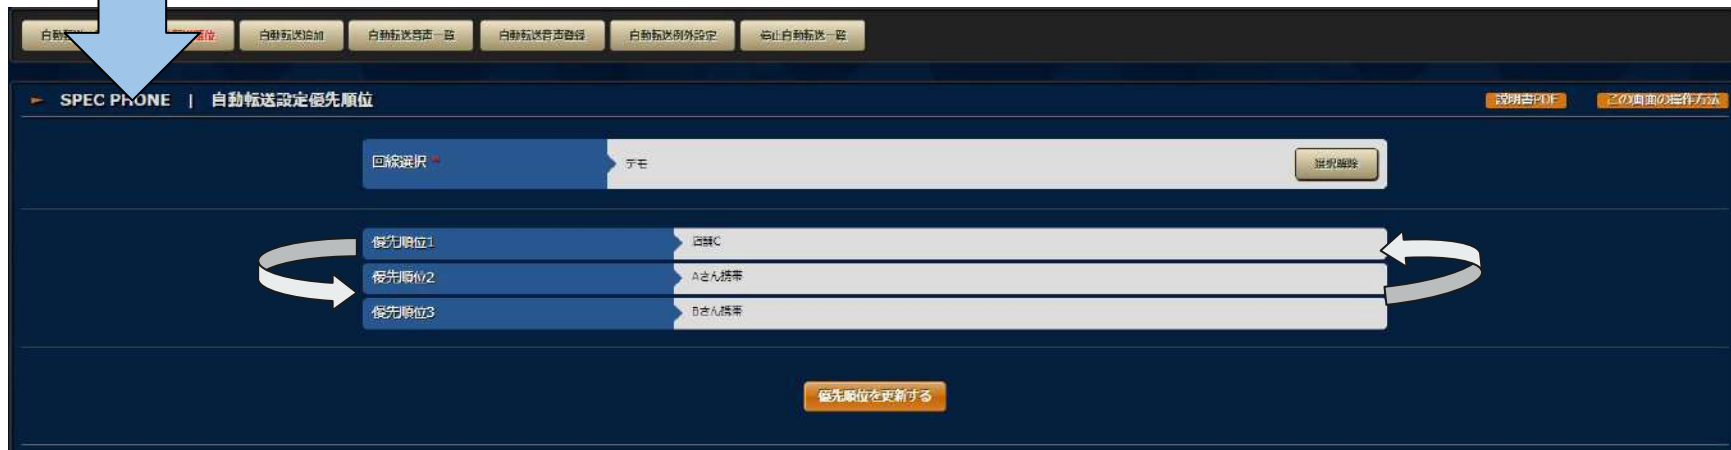 自動転送追加 自動転送音声一覧 自動転送音声登録 自動転送例外設定 停止自動転送一覧
SPEC PHONE | 自動転送設定優先順位 説明書PDF この画面の操作方法
回線選択 * デモ 選択解除
優先順位1 店舗C
優先順位2 Aさん携帯
優先順位3 Bさん携帯
優先順位を更新する